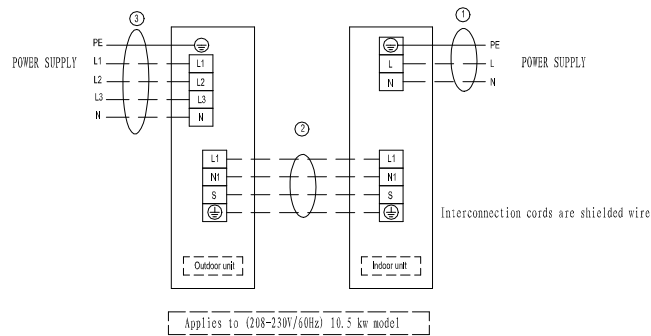 3
1
PE
L1
L2
L3
N
POWER SUPPLY
L1
L2
L3
N
L
N
PE
L
N
POWER SUPPLY
2
L1
N1
S
L1
N1
S
Interconnection cords are shielded wire
Outdoor unit
Indoor unit
Applies to (208-230V/60Hz) 10.5 kw model